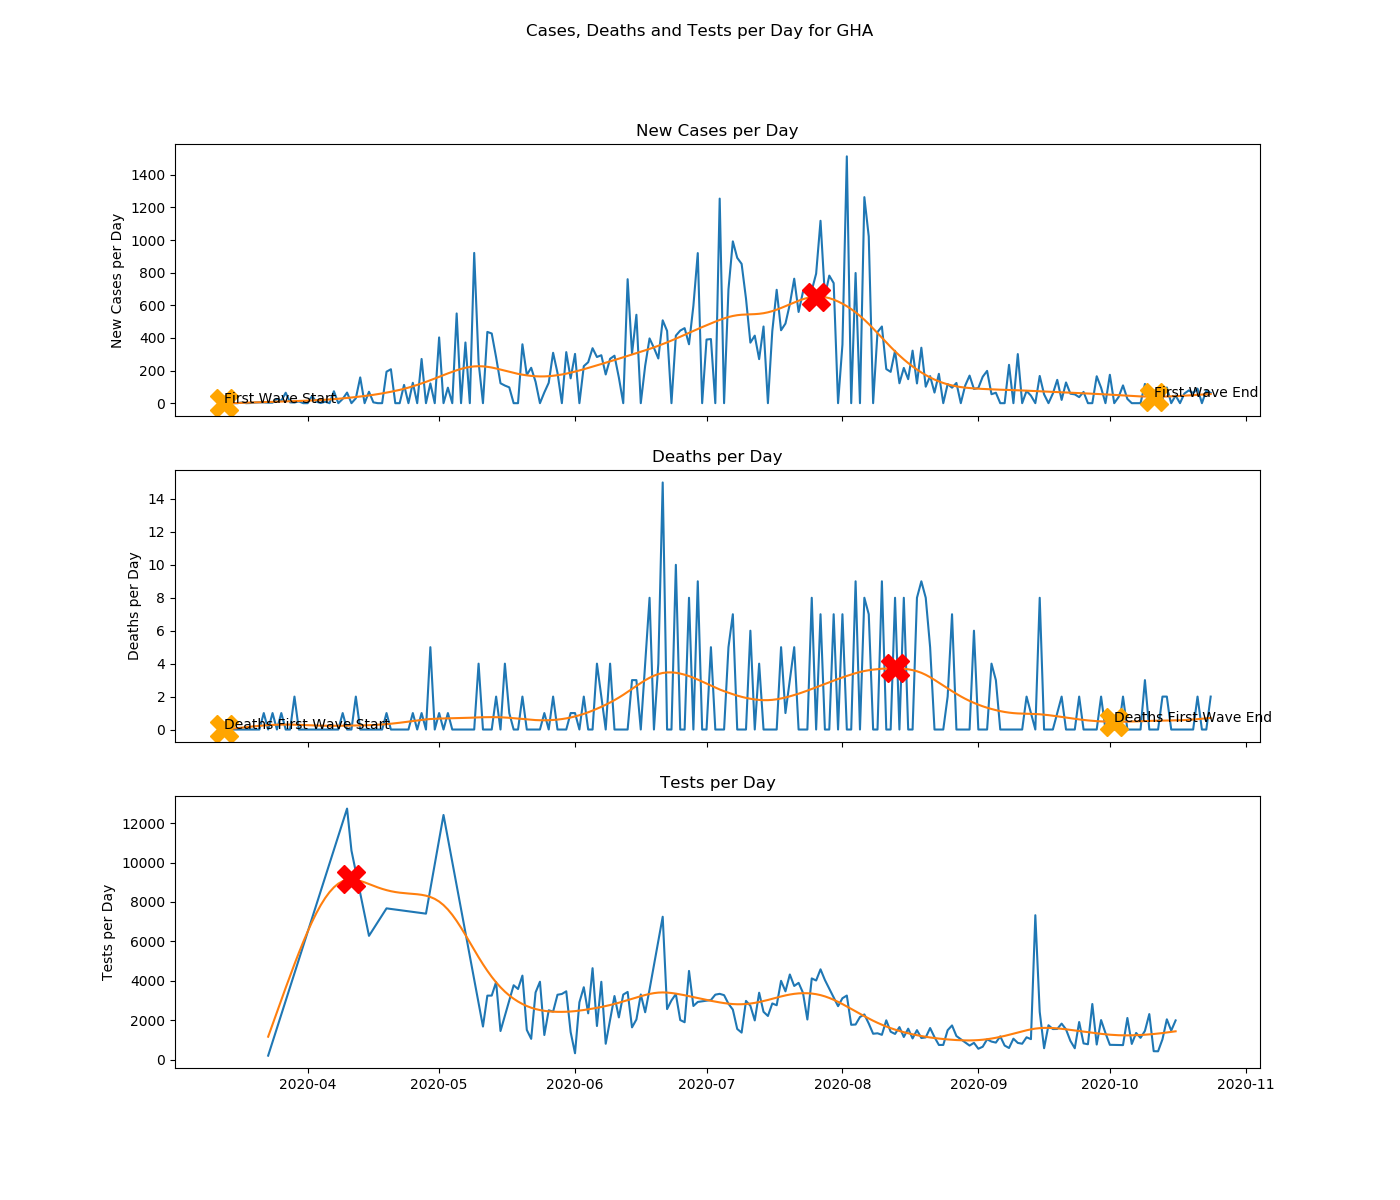 Cases, Deaths and Tests per Day for GHA
New Cases per Day
New Cases per Day
1400
1200
1000
800
600
400
200
0
First Wave Start
First Wave End
Deaths per Day
Deaths per Day
14
12
10
8
6
4
2
0
Deaths First Wave Start
Deaths First Wave End
Tests per Day
Tests per Day
12000
10000
8000
6000
4000
2000
0
2020-04 2020-05 2020-06 2020-07 2020-08 2020-09 2020-10 2020-11